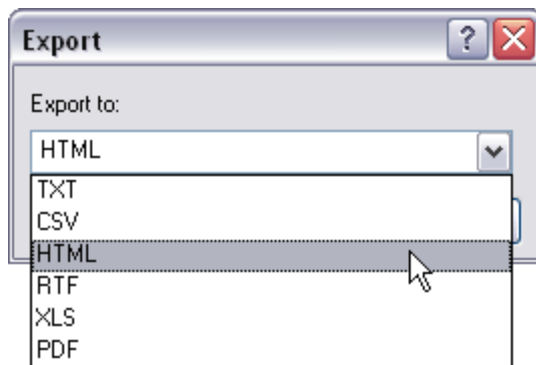 Export
Export to:
HTML
TXT
CSV
HTML
RTF
XLS
PDF